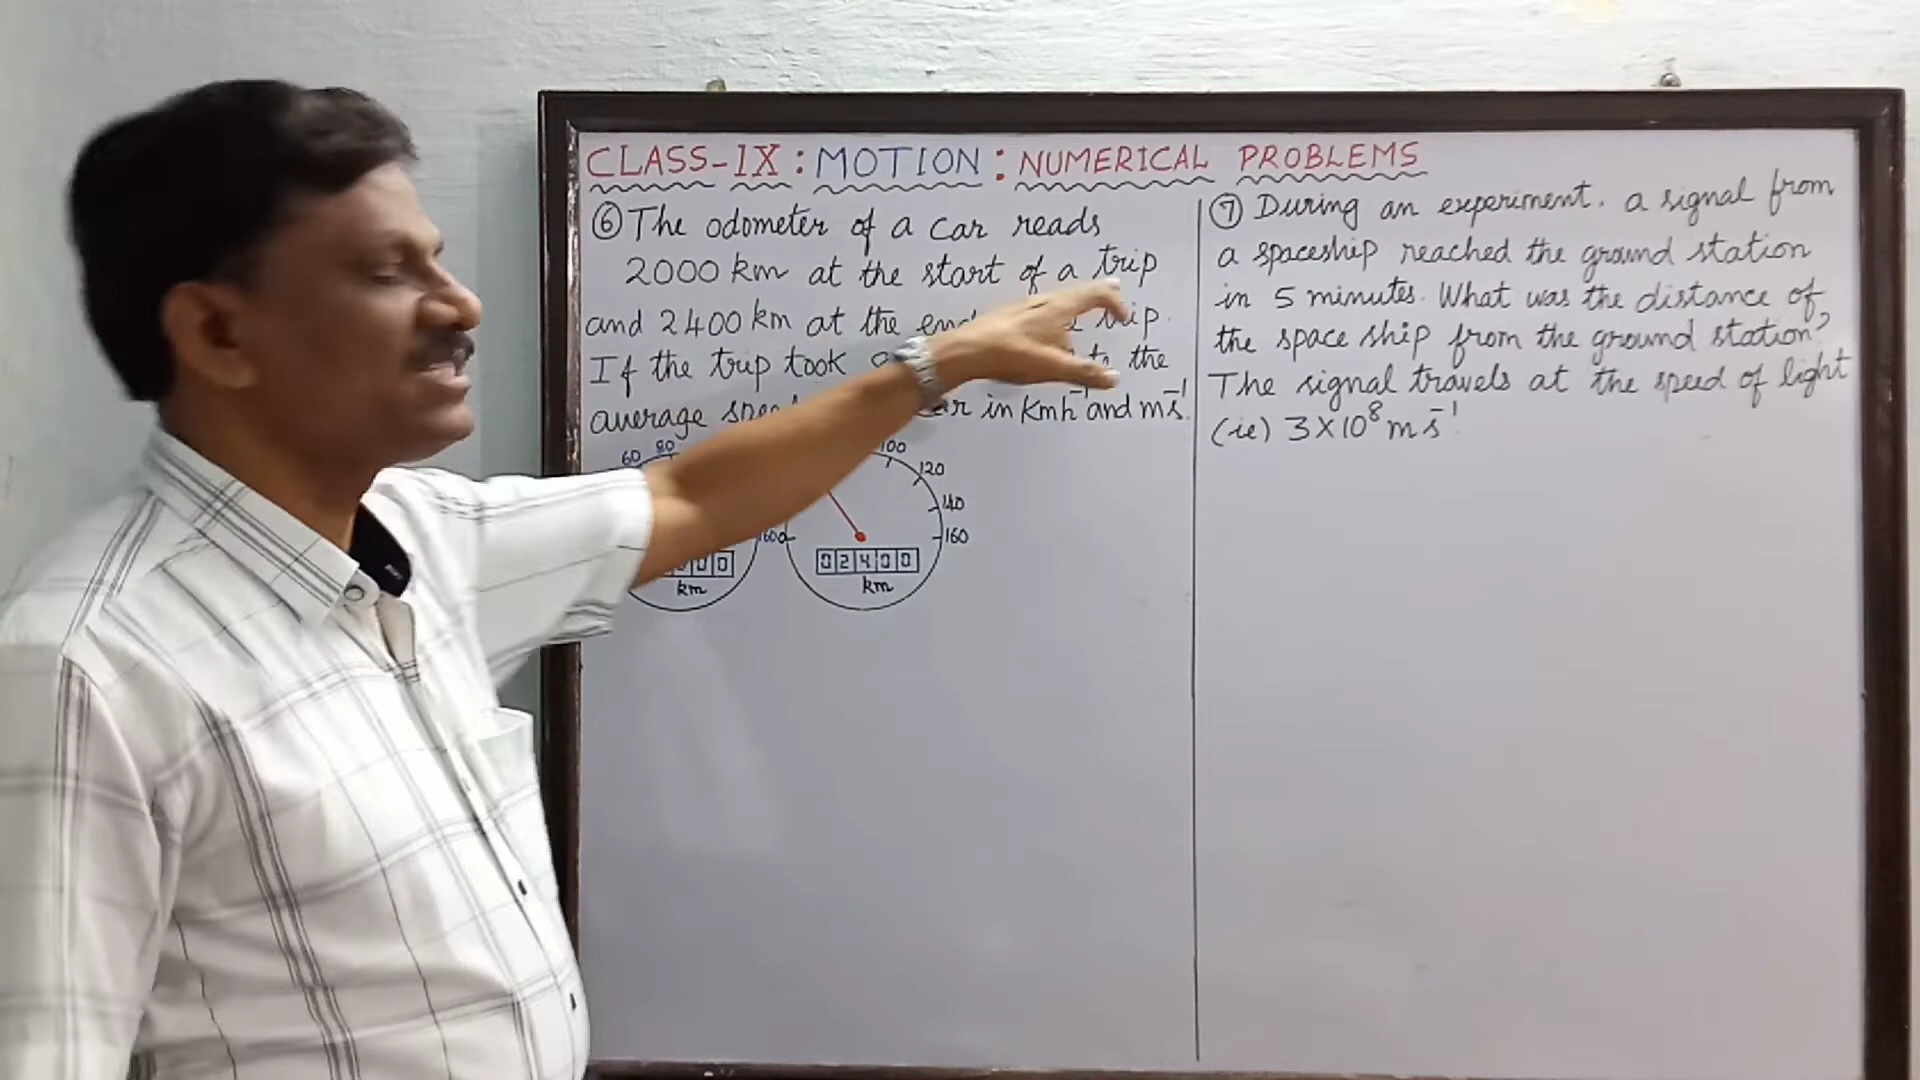 CLASS-IX : MOTION : NUMERICAL PROBLEMS
⑥ The odometer of a car reads
2000 km at the start of a trip
and 2400 km at the end trip.
If the trip took the
average in Kmh⁻¹ and ms⁻¹.
60 80
160
km
100
120
140
160
02400
km
⑦ During an experiment, a signal from
a spaceship reached the ground station
in 5 minutes. What was the distance of
the space ship from the ground station?
The signal travels at the speed of light
(ie) 3×10⁸ ms⁻¹.